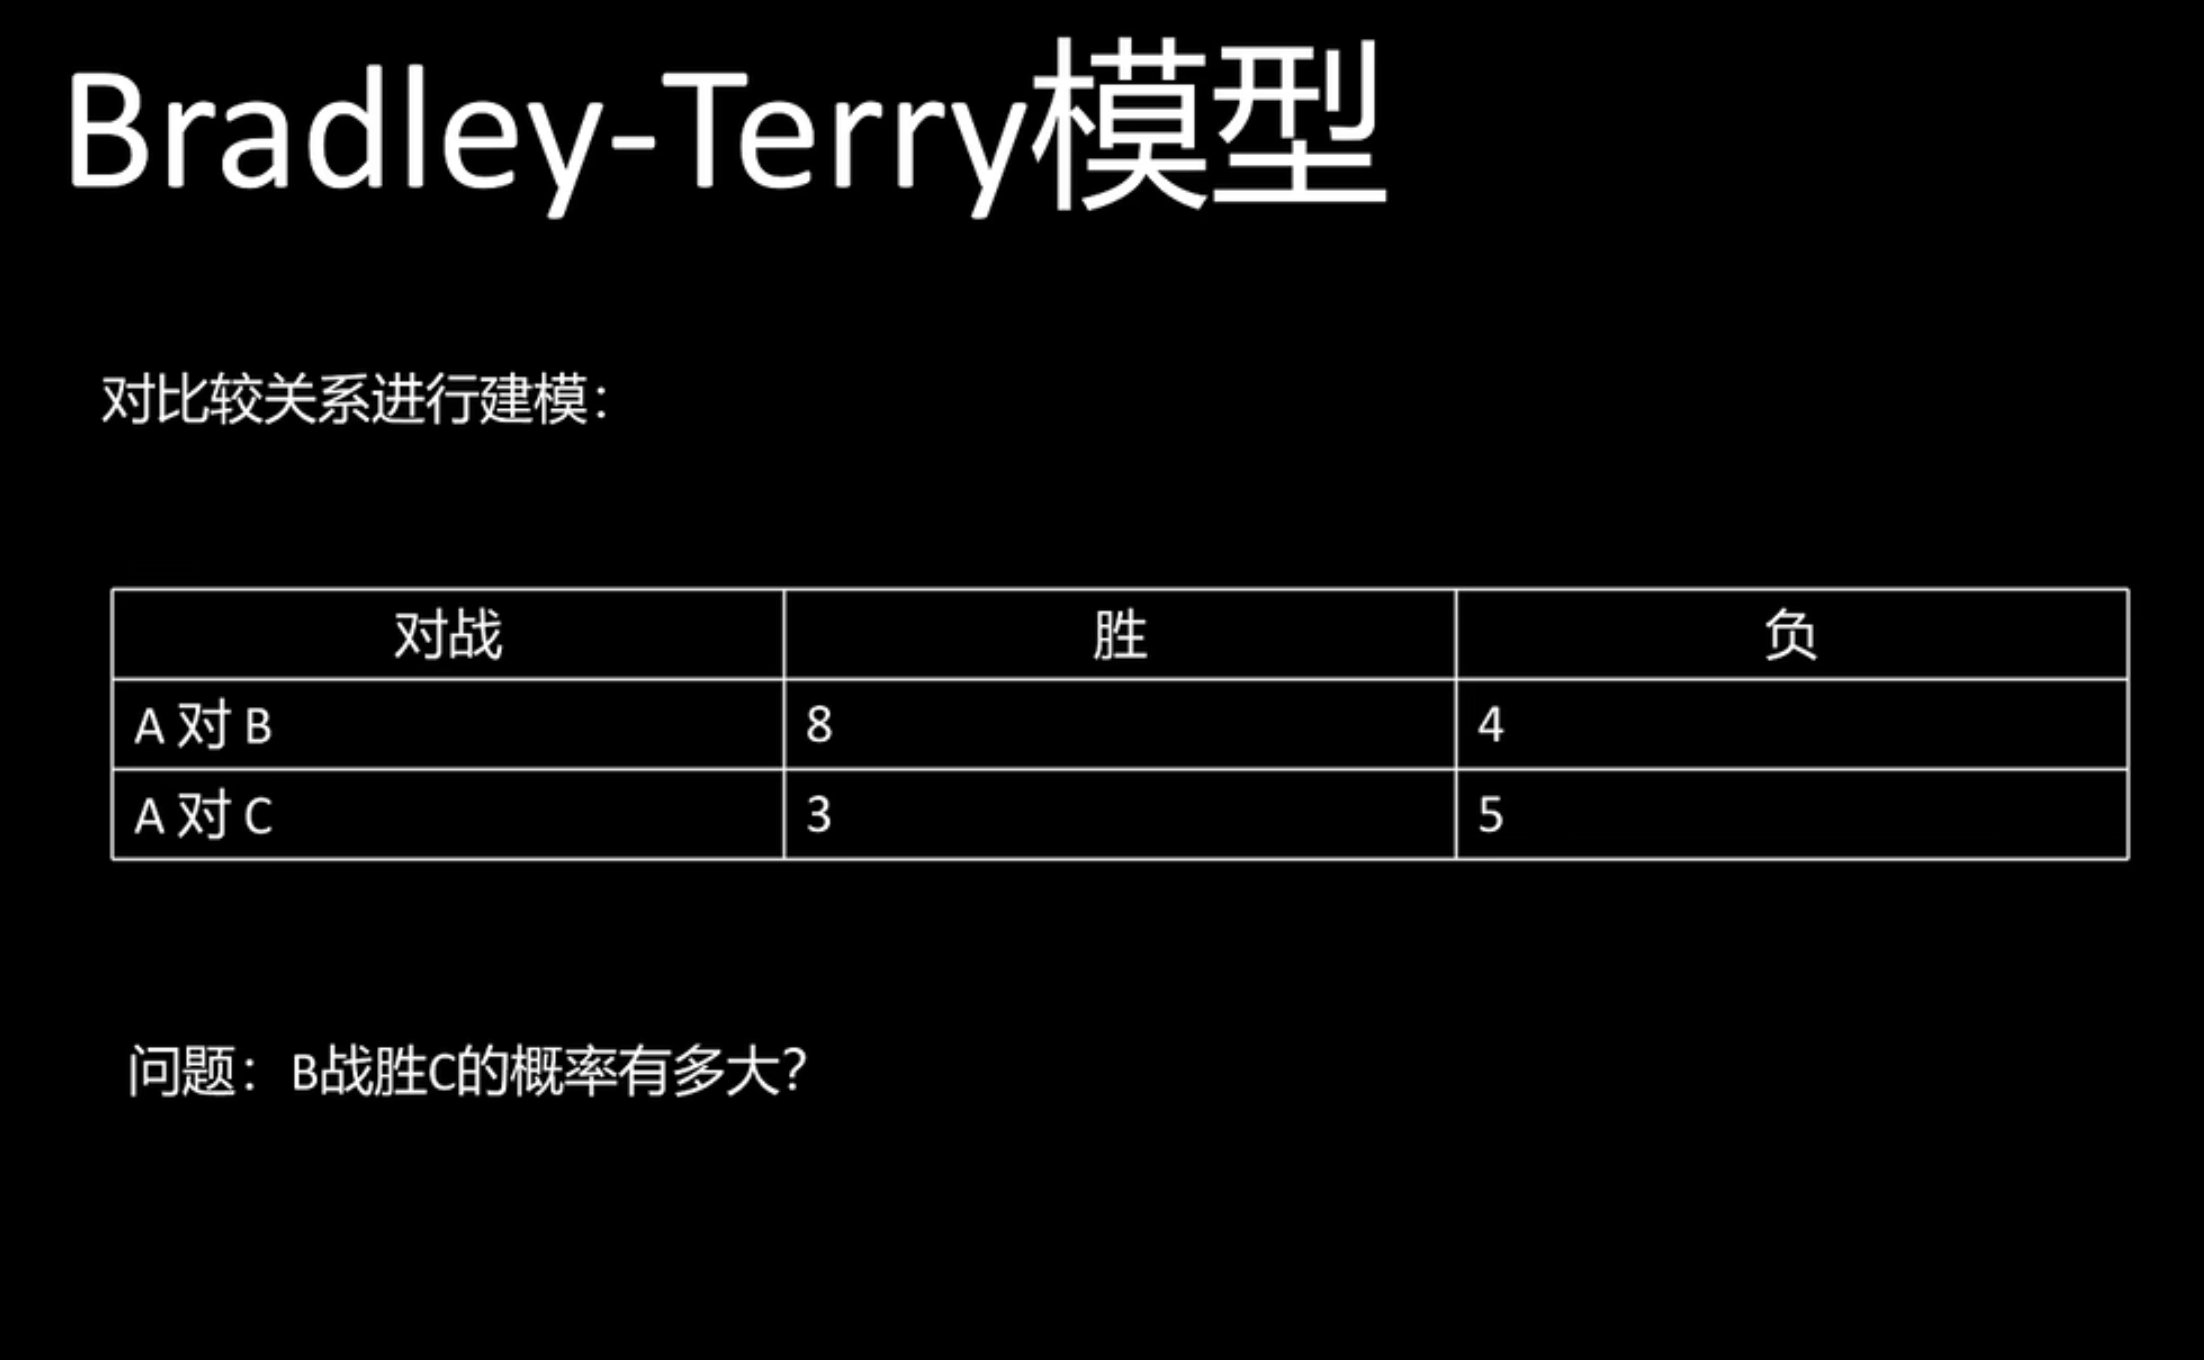 Bradley-Terry模型
对比较关系进行建模：
对战 胜 负
A 对 B 8 4
A 对 C 3 5
问题：B战胜C的概率有多大？